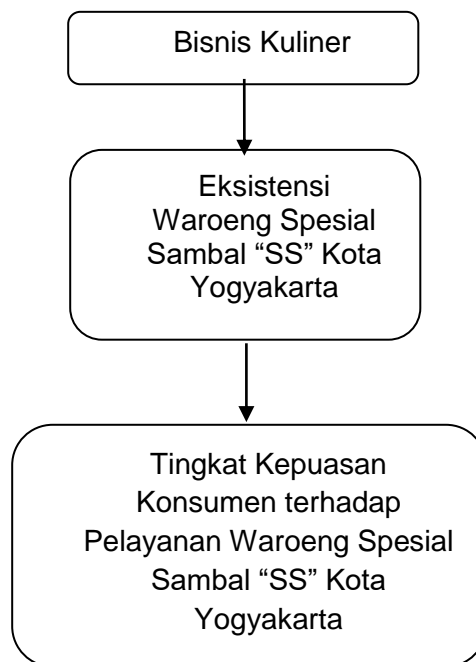 Bisnis Kuliner
Eksistensi
Waroeng Spesial
Sambal “SS” Kota
Yogyakarta
Tingkat Kepuasan
Konsumen terhadap
Pelayanan Waroeng Spesial
Sambal “SS” Kota
Yogyakarta